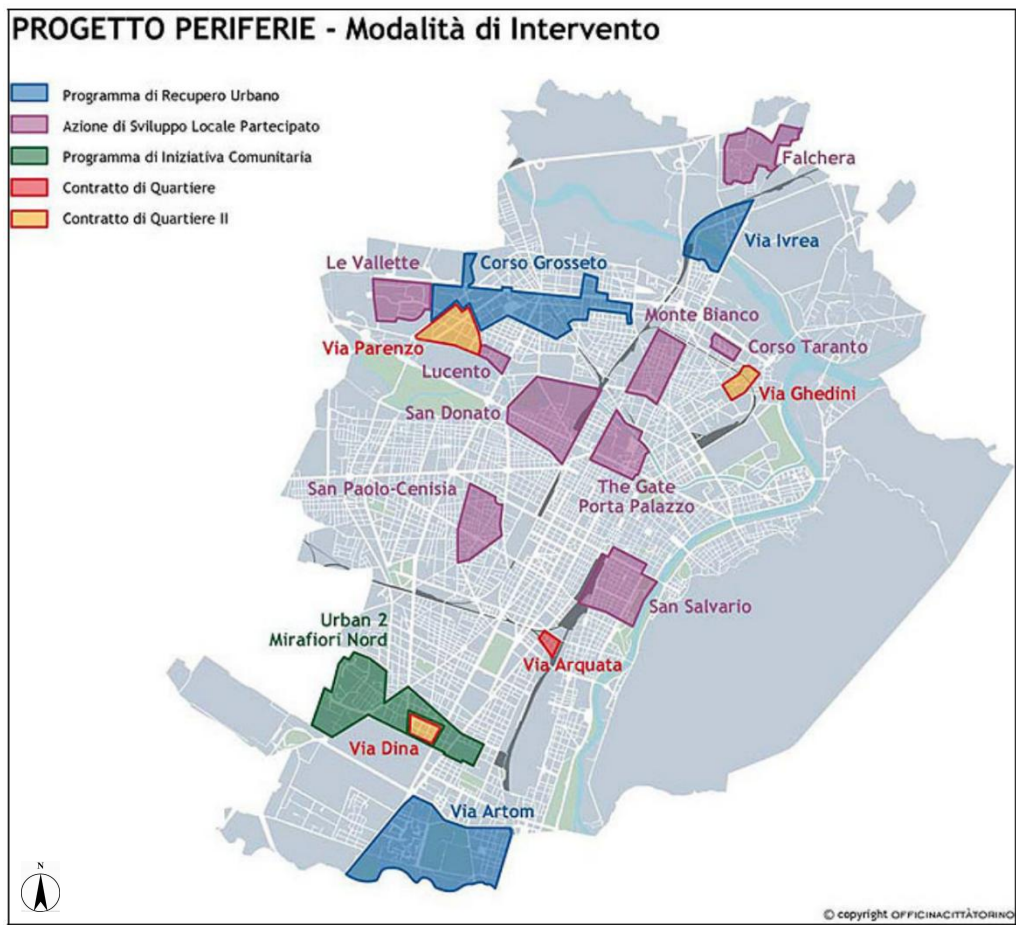 PROGETTO PERIFERIE - Modalità di Intervento
Programma di Recupero Urbano
Azione di Sviluppo Locale Partecipato
Programma di Iniziativa Comunitaria
Contratto di Quartiere
Contratto di Quartiere II
Falchera
Via Ivrea
Le Vallette
Corso Grosseto
Monte Bianco
Via Parenzo
Corso Taranto
Lucento
Via Ghedini
San Donato
San Paolo-Cenisia
The Gate
Porta Palazzo
San Salvario
Urban 2
Mirafiori Nord
Via Arquata
Via Dina
Via Artom
N
© copyright OFFICINACITTÀTORINO